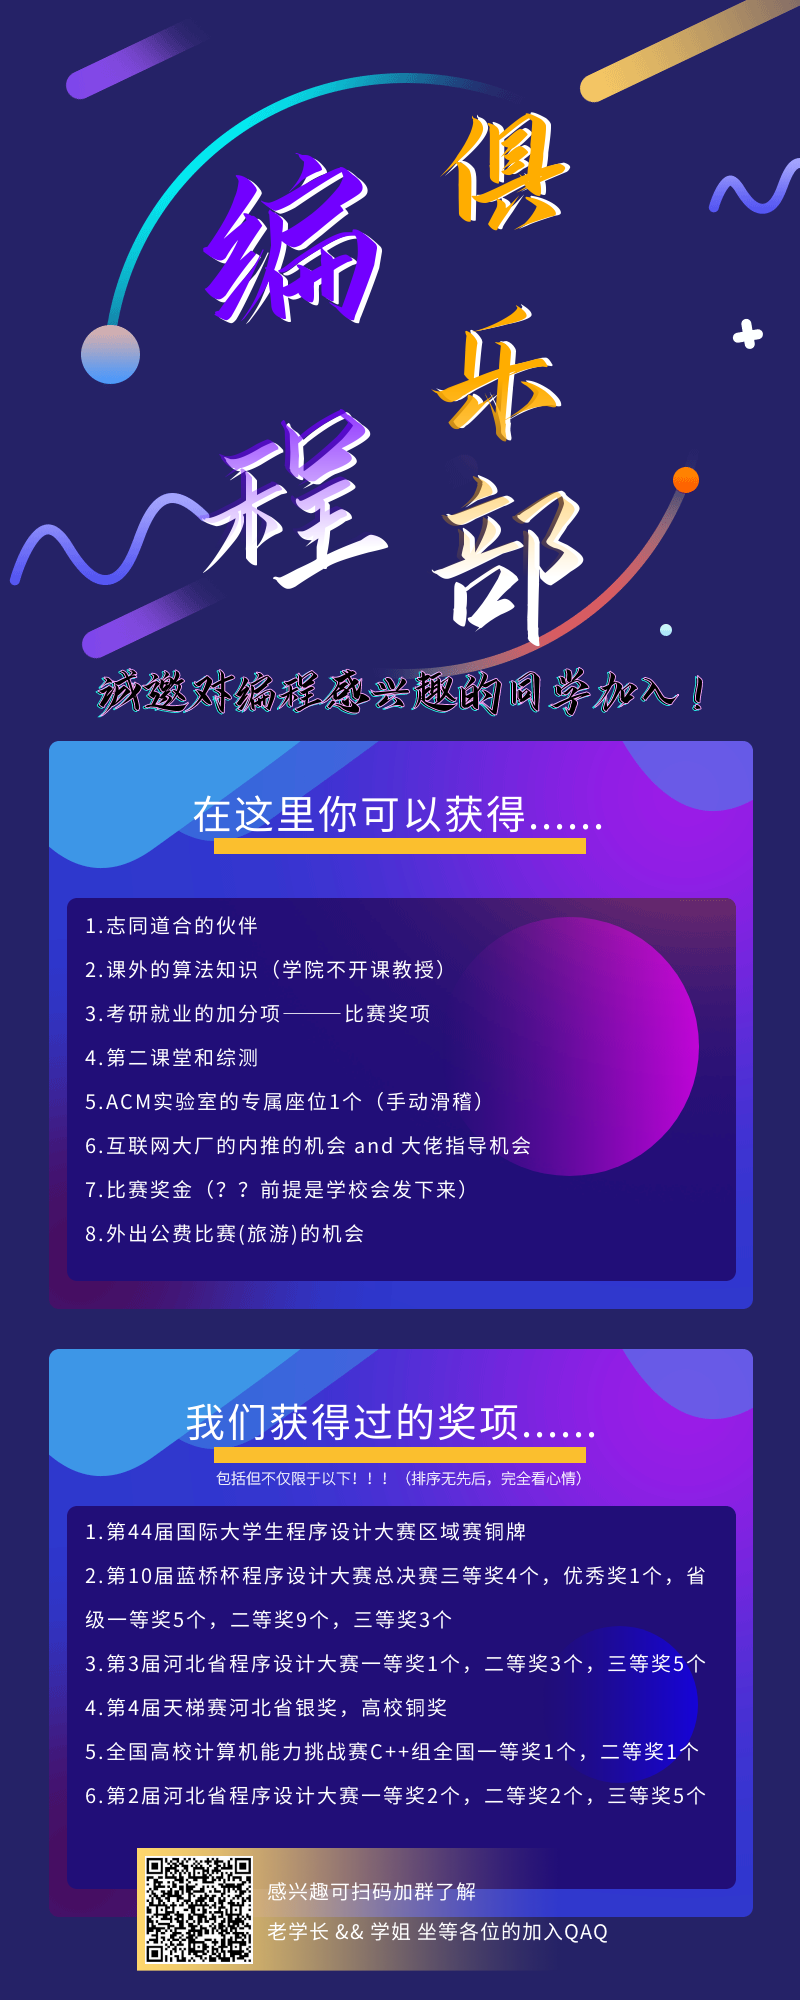 编程
俱乐部
诚邀对编程感兴趣的同学加入！
在这里你可以获得......
1.志同道合的伙伴
2.课外的算法知识（学院不开课教授）
3.考研就业的加分项———比赛奖项
4.第二课堂和综测
5.ACM实验室的专属座位1个（手动滑稽）
6.互联网大厂的内推的机会 and 大佬指导机会
7.比赛奖金（？？前提是学校会发下来）
8.外出公费比赛(旅游)的机会
我们获得过的奖项......
包括但不仅限于以下！！！（排序无先后，完全看心情）
1.第44届国际大学生程序设计大赛区域赛铜牌
2.第10届蓝桥杯程序设计大赛总决赛三等奖4个，优秀奖1个，省
级一等奖5个，二等奖9个，三等奖3个
3.第3届河北省程序设计大赛一等奖1个，二等奖3个，三等奖5个
4.第4届天梯赛河北省银奖，高校铜奖
5.全国高校计算机能力挑战赛C++组全国一等奖1个，二等奖1个
6.第2届河北省程序设计大赛一等奖2个，二等奖2个，三等奖5个
感兴趣可扫码加群了解
老学长 && 学姐 坐等各位的加入QAQ